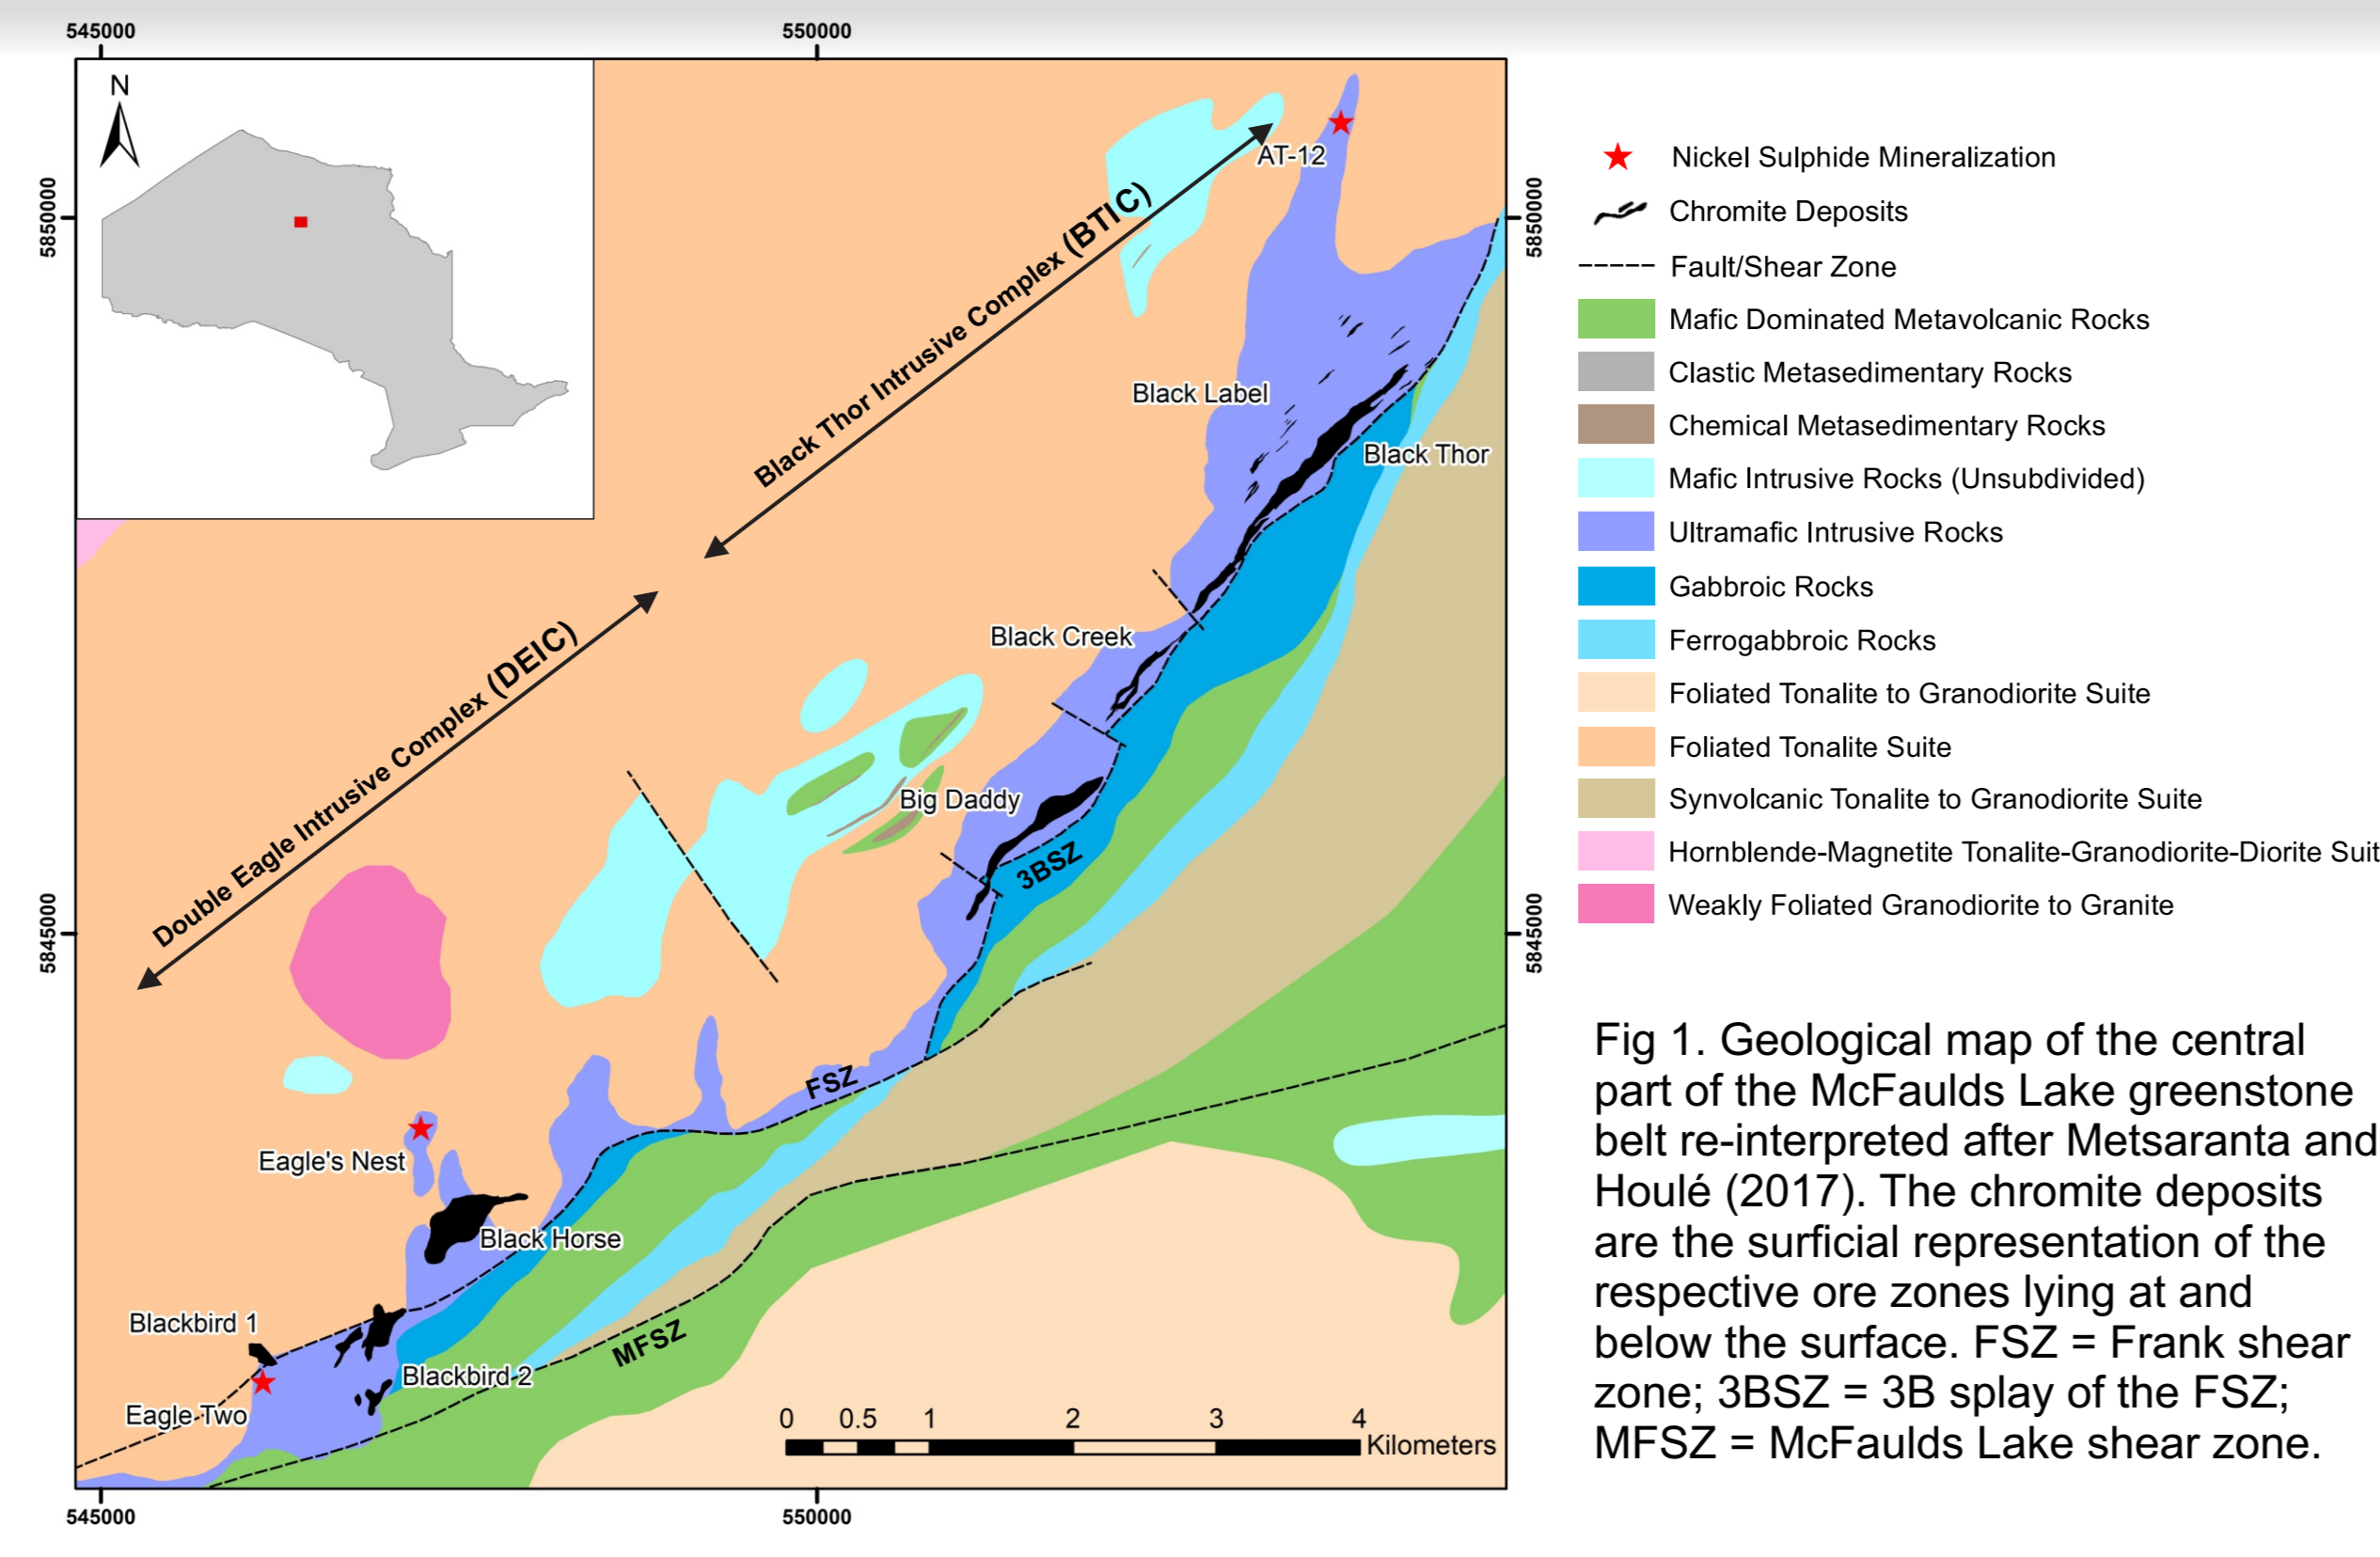 545000
550000
N
5850000
5850000
AT-12
Black Thor Intrusive Complex (BTIC)
Black Label
Black Thor
Black Creek
Double Eagle Intrusive Complex (DEIC)
Big Daddy
3BSZ
5845000
5845000
FSZ
Eagle's Nest
Black Horse
Blackbird 1
MFSZ
Blackbird 2
Eagle Two
0 0.5 1 2 3 4
Kilometers
545000
550000
Nickel Sulphide Mineralization
Chromite Deposits
Fault/Shear Zone
Mafic Dominated Metavolcanic Rocks
Clastic Metasedimentary Rocks
Chemical Metasedimentary Rocks
Mafic Intrusive Rocks (Unsubdivided)
Ultramafic Intrusive Rocks
Gabbroic Rocks
Ferrogabbroic Rocks
Foliated Tonalite to Granodiorite Suite
Foliated Tonalite Suite
Synvolcanic Tonalite to Granodiorite Suite
Hornblende-Magnetite Tonalite-Granodiorite-Diorite Suit
Weakly Foliated Granodiorite to Granite
Fig 1. Geological map of the central
part of the McFaulds Lake greenstone
belt re-interpreted after Metsaranta and
Houlé (2017). The chromite deposits
are the surficial representation of the
respective ore zones lying at and
below the surface. FSZ = Frank shear
zone; 3BSZ = 3B splay of the FSZ;
MFSZ = McFaulds Lake shear zone.